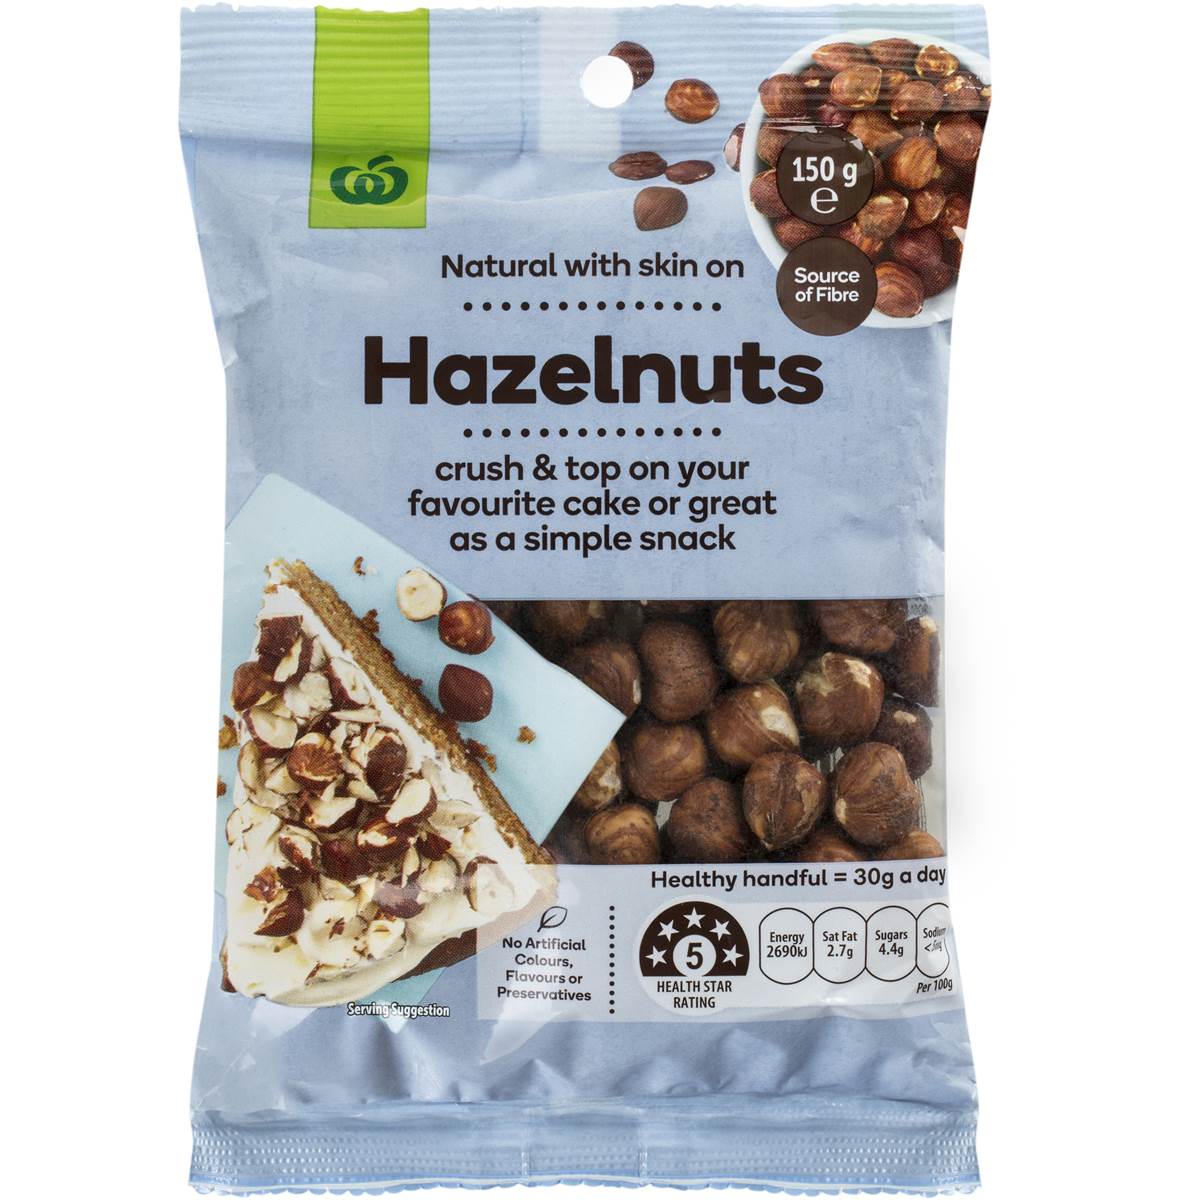 150 g
e
Source
of Fibre
Natural with skin on
Hazelnuts
crush & top on your
favourite cake or great
as a simple snack
Healthy handful = 30g a day
No Artificial
Colours,
Flavours or
Preservatives
5
HEALTH STAR
RATING
Energy
2690kJ
Sat Fat
2.7g
Sugars
4.4g
Sodium
<5mg
Per 100g
Serving Suggestion